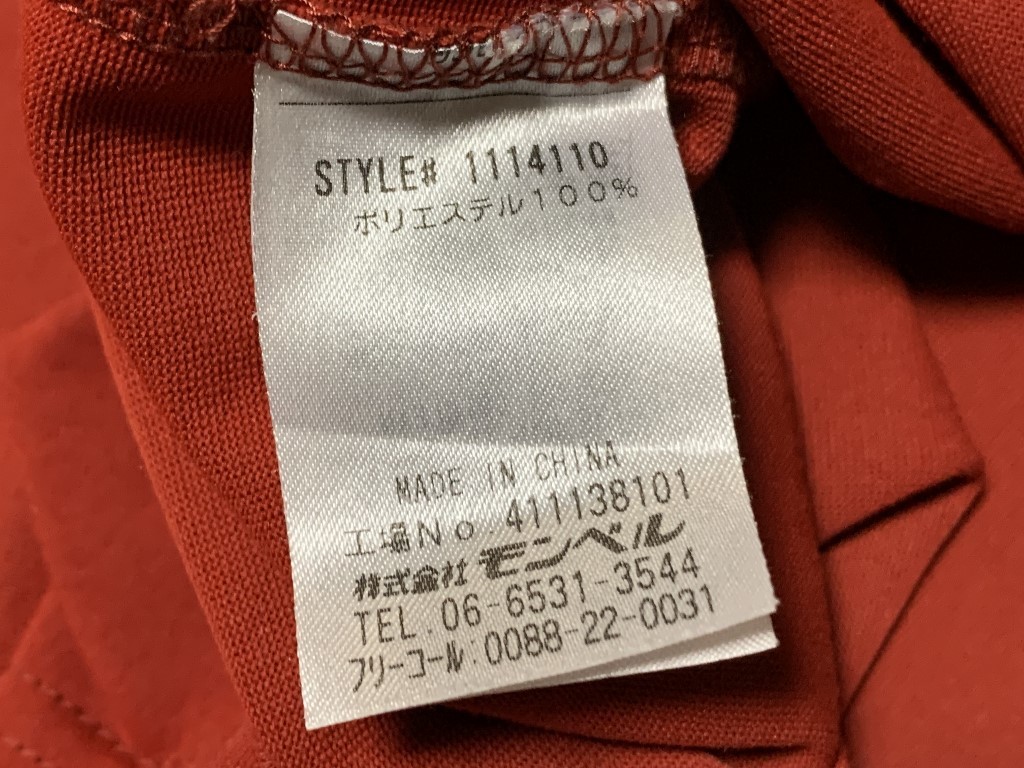 STYLE# 1114110
ポリエステル100%
MADE IN CHINA
工場No.411138101
株式会社 モンベル
TEL.06-6531-3544
フリーコール:0088-22-0031